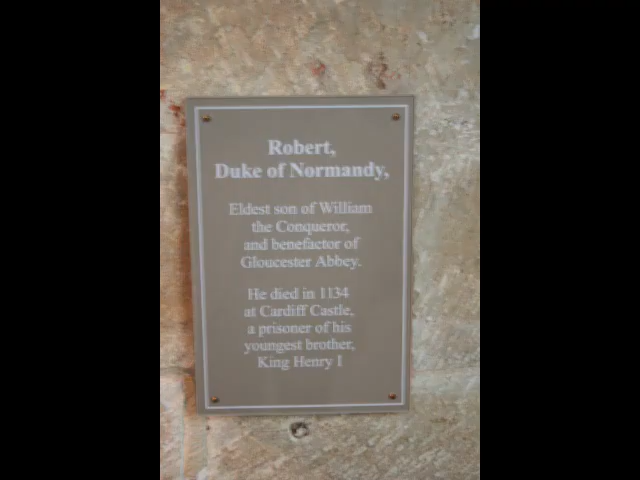 Robert,
Duke of Normandy,
Eldest son of William
the Conqueror,
and benefactor of
Gloucester Abbey.
He died in 1134
at Cardiff Castle,
a prisoner of his
youngest brother,
King Henry I